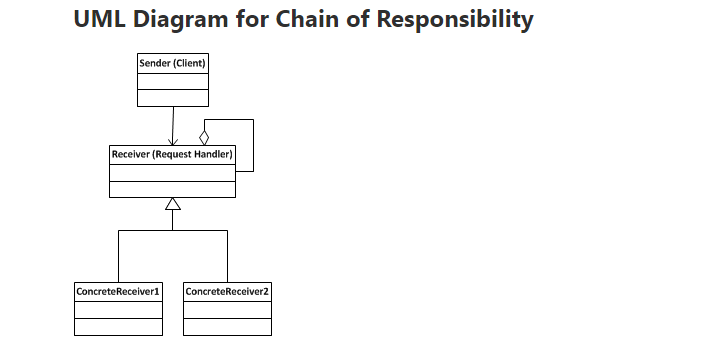 UML Diagram for Chain of Responsibility
Sender (Client)
Receiver (Request Handler)
ConcreteReceiver1
ConcreteReceiver2